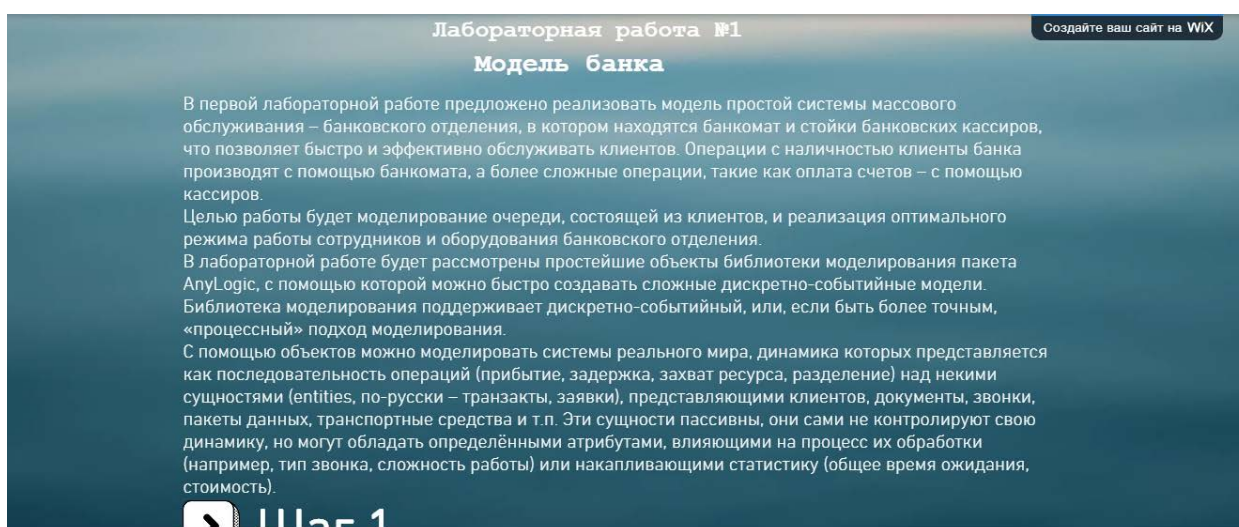 Лабораторная работа №1
Создайте ваш сайт на WiX
Модель банка
В первой лабораторной работе предложено реализовать модель простой системы массового
обслуживания – банковского отделения, в котором находятся банкомат и стойки банковских кассиров,
что позволяет быстро и эффективно обслуживать клиентов. Операции с наличностью клиенты банка
производят с помощью банкомата, а более сложные операции, такие как оплата счетов – с помощью
кассиров.
Целью работы будет моделирование очереди, состоящей из клиентов, и реализация оптимального
режима работы сотрудников и оборудования банковского отделения.
В лабораторной работе будет рассмотрены простейшие объекты библиотеки моделирования пакета
AnyLogic, с помощью которой можно быстро создавать сложные дискретно-событийные модели.
Библиотека моделирования поддерживает дискретно-событийный, или, если быть более точным,
«процессный» подход моделирования.
С помощью объектов можно моделировать системы реального мира, динамика которых представляется
как последовательность операций (прибытие, задержка, захват ресурса, разделение) над некими
сущностями (entities, по-русски – транзакты, заявки), представляющими клиентов, документы, звонки,
пакеты данных, транспортные средства и т.п. Эти сущности пассивны, они сами не контролируют свою
динамику, но могут обладать определёнными атрибутами, влияющими на процесс их обработки
(например, тип звонка, сложность работы) или накапливающими статистику (общее время ожидания,
стоимость).
Шаг 1